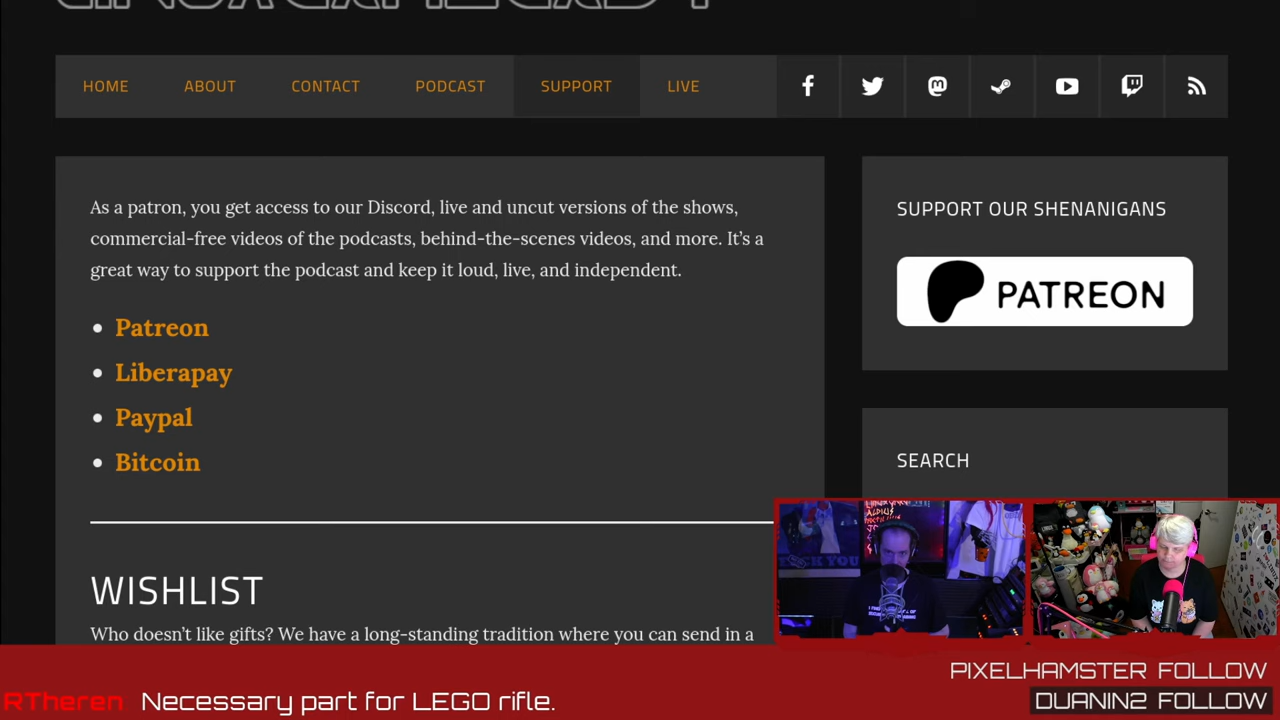 HOME ABOUT CONTACT PODCAST SUPPORT LIVE
As a patron, you get access to our Discord, live and uncut versions of the shows,
commercial-free videos of the podcasts, behind-the-scenes videos, and more. It’s a
great way to support the podcast and keep it loud, live, and independent.
• Patreon
• Liberapay
• Paypal
• Bitcoin
SUPPORT OUR SHENANIGANS
PATREON
SEARCH
WISHLIST
Who doesn’t like gifts? We have a long-standing tradition where you can send in a
PIXELHAMSTER FOLLOW
DUANIN2 FOLLOW
RTheren: Necessary part for LEGO rifle.